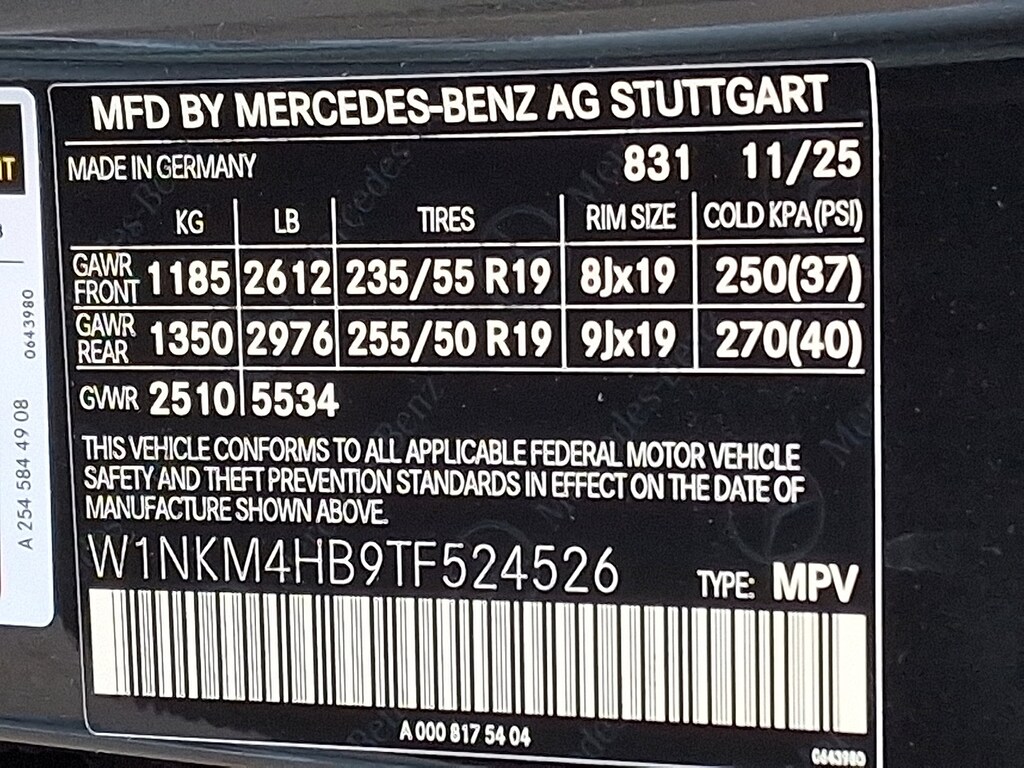 MFD BY MERCEDES-BENZ AG STUTTGART
MADE IN GERMANY 831 11/25
KG LB TIRES RIM SIZE COLD KPA(PSI)
GAWR FRONT 1185 2612 235/55 R19 8Jx19 250(37)
GAWR REAR 1350 2976 255/50 R19 9Jx19 270(40)
GVWR 2510 5534
THIS VEHICLE CONFORMS TO ALL APPLICABLE FEDERAL MOTOR VEHICLE
SAFETY AND THEFT PREVENTION STANDARDS IN EFFECT ON THE DATE OF
MANUFACTURE SHOWN ABOVE.
W1NKM4HB9TF524526 TYPE: MPV
A 000 817 54 04
0643980
A 254 584 49 08 0643980